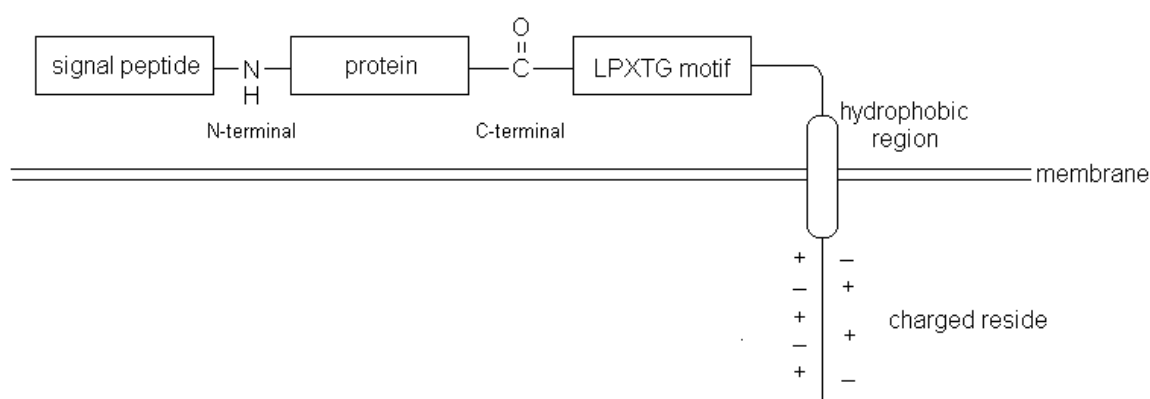 O
signal peptide
N
H
protein
C
LPXTG motif
N-terminal
C-terminal
hydrophobic
region
membrane
+ −
− +
+
+
−
+ −
charged reside